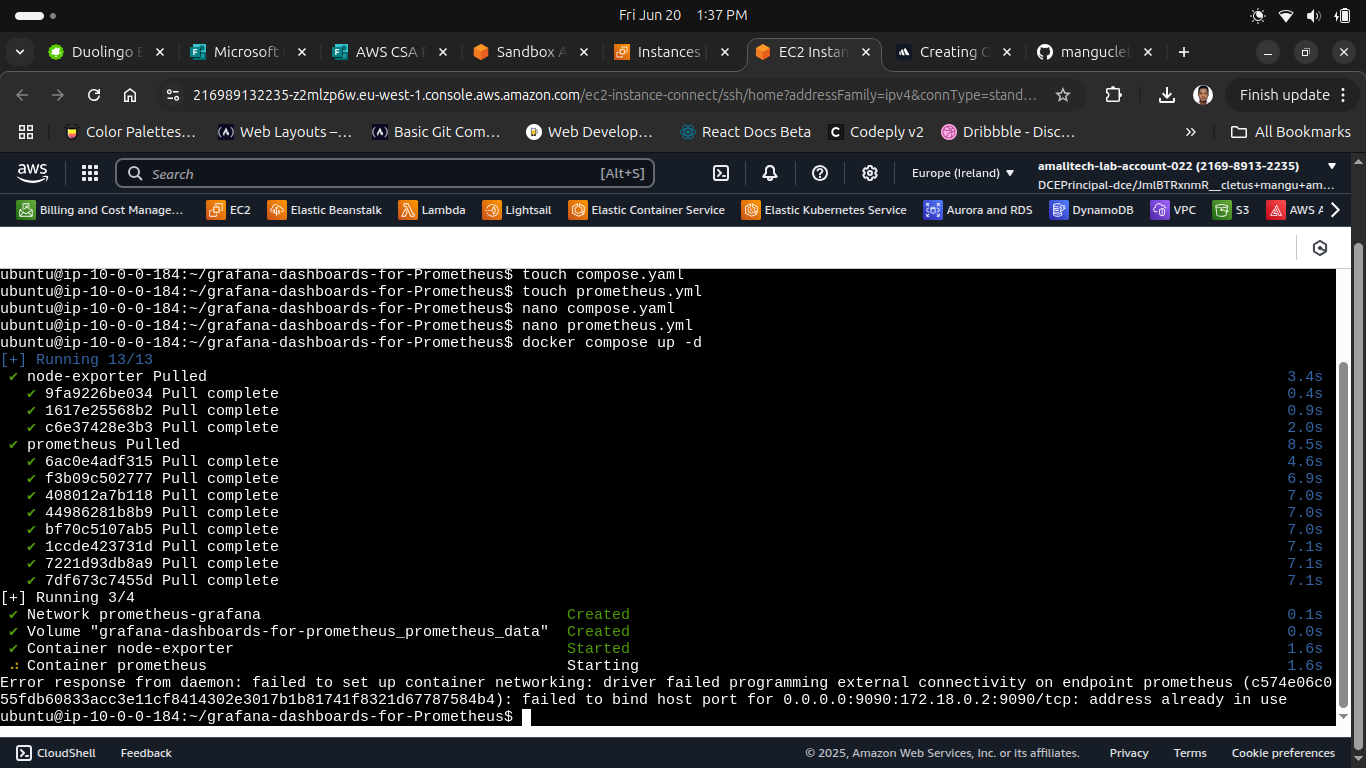 Fri Jun 20 1:37 PM
Duolingo E
Microsoft
AWS CSA F
Sandbox A
Instances
EC2 Instan
Creating C
mangucle
216989132235-z2mlzp6w.eu-west-1.console.aws.amazon.com/ec2-instance-connect/ssh/home?addressFamily=ipv4&connType=stand...
Finish update
Color Palettes...
Web Layouts –...
Basic Git Com...
Web Develop...
React Docs Beta
Codeply v2
Dribbble - Disc...
»
All Bookmarks
aws
Search
[Alt+S]
Europe (Ireland)
amalitech-lab-account-022 (2169-8913-2235)
DCEPrincipal-dce/JmlBTRxnmR__cletus+mangu+am...
Billing and Cost Manage...
EC2
Elastic Beanstalk
Lambda
Lightsail
Elastic Container Service
Elastic Kubernetes Service
Aurora and RDS
DynamoDB
VPC
S3
AWS A
ubuntu@ip-10-0-0-184:~/grafana-dashboards-for-Prometheus$ touch compose.yaml
ubuntu@ip-10-0-0-184:~/grafana-dashboards-for-Prometheus$ touch prometheus.yml
ubuntu@ip-10-0-0-184:~/grafana-dashboards-for-Prometheus$ nano compose.yaml
ubuntu@ip-10-0-0-184:~/grafana-dashboards-for-Prometheus$ nano prometheus.yml
ubuntu@ip-10-0-0-184:~/grafana-dashboards-for-Prometheus$ docker compose up -d
[+] Running 13/13
✔ node-exporter Pulled 3.4s
✔ 9fa9226be034 Pull complete 0.4s
✔ 1617e25568b2 Pull complete 0.9s
✔ c6e37428e3b3 Pull complete 2.0s
✔ prometheus Pulled 8.5s
✔ 6ac0e4adf315 Pull complete 4.6s
✔ f3b09c502777 Pull complete 6.9s
✔ 408012a7b118 Pull complete 7.0s
✔ 44986281b8b9 Pull complete 7.0s
✔ bf70c5107ab5 Pull complete 7.0s
✔ 1ccde423731d Pull complete 7.1s
✔ 7221d93db8a9 Pull complete 7.1s
✔ 7df673c7455d Pull complete 7.1s
[+] Running 3/4
✔ Network prometheus-grafana Created 0.1s
✔ Volume "grafana-dashboards-for-prometheus_prometheus_data" Created 0.0s
✔ Container node-exporter Started 1.6s
Container prometheus Starting 1.6s
Error response from daemon: failed to set up container networking: driver failed programming external connectivity on endpoint prometheus (c574e06c0
55fdb60833acc3e11cf8414302e3017b1b81741f8321d67787584b4): failed to bind host port for 0.0.0.0:9090:172.18.0.2:9090/tcp: address already in use
ubuntu@ip-10-0-0-184:~/grafana-dashboards-for-Prometheus$
CloudShell
Feedback
© 2025, Amazon Web Services, Inc. or its affiliates.
Privacy
Terms
Cookie preferences